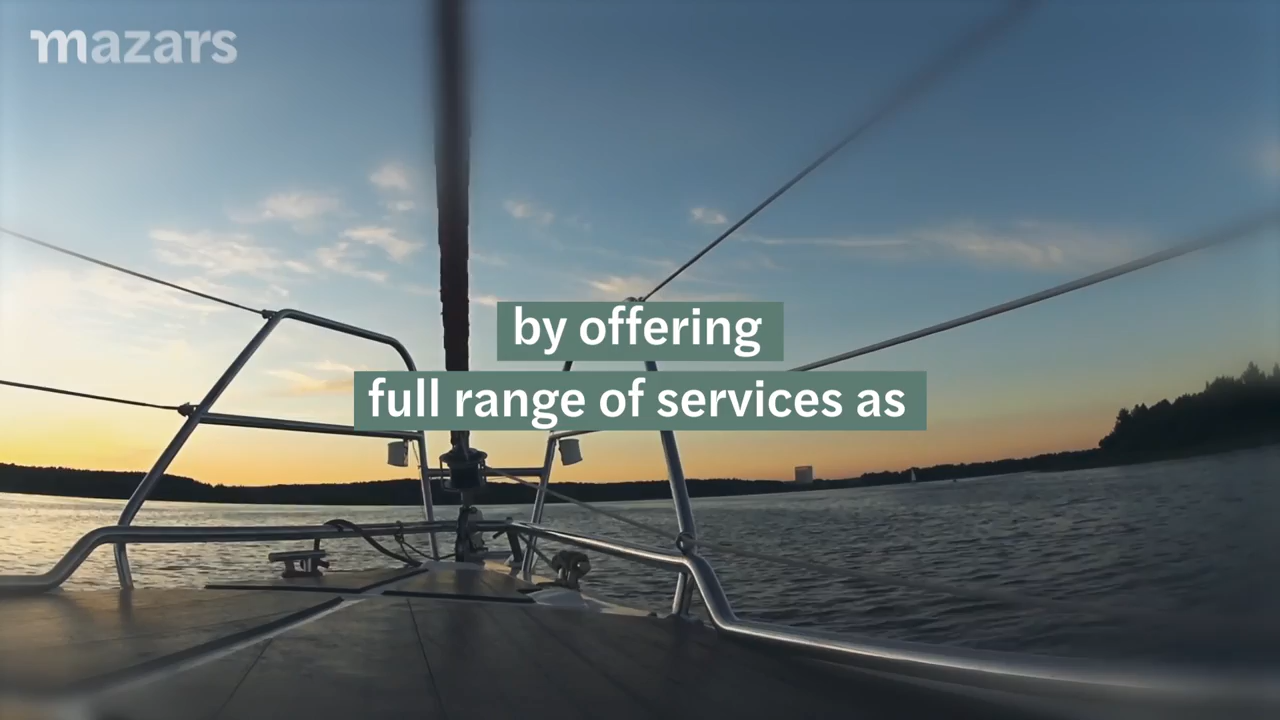 mazars
by offering
full range of services as